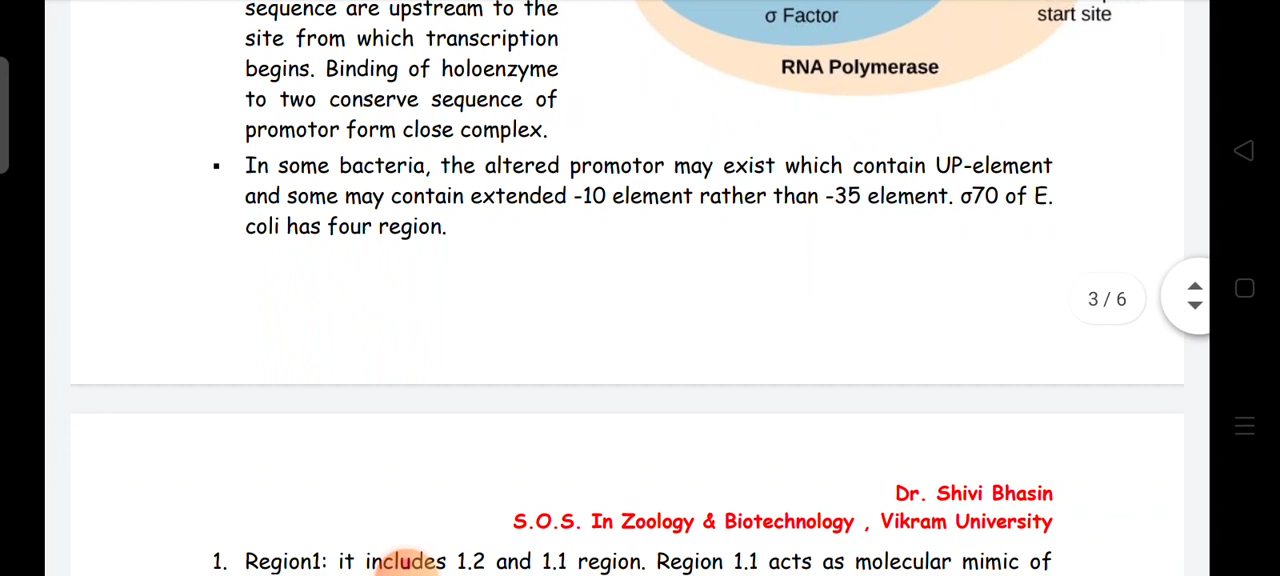 sequence are upstream to the
σ Factor
start site
site from which transcription
begins. Binding of holoenzyme
RNA Polymerase
to two conserve sequence of
promotor form close complex.
▪ In some bacteria, the altered promotor may exist which contain UP-element
and some may contain extended -10 element rather than -35 element. σ70 of E.
coli has four region.
3 / 6
Dr. Shivi Bhasin
S.O.S. In Zoology & Biotechnology , Vikram University
1. Region1: it includes 1.2 and 1.1 region. Region 1.1 acts as molecular mimic of